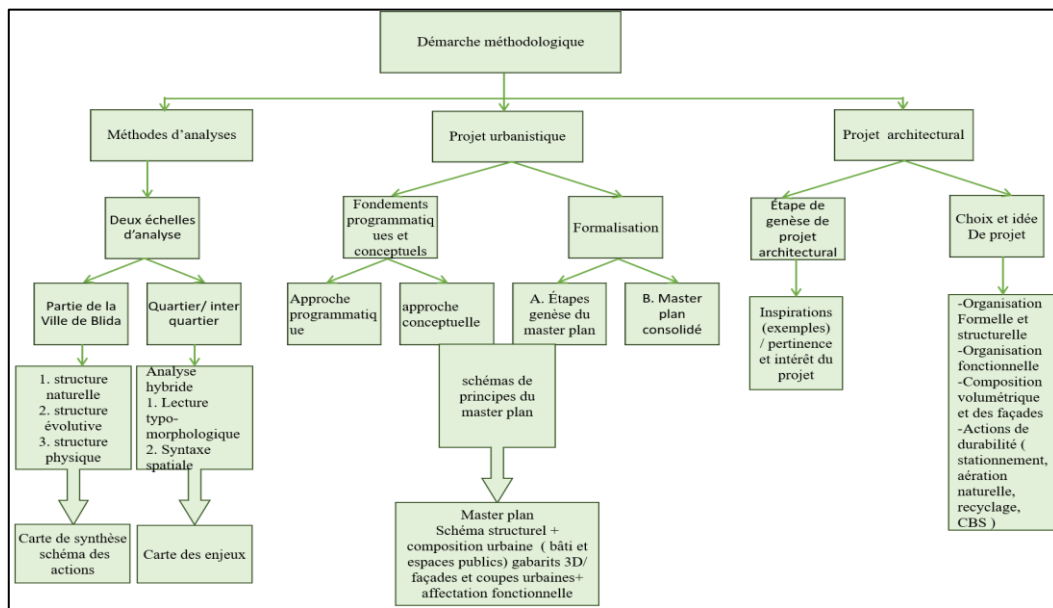 Démarche méthodologique
Méthodes d'analyses
Projet urbanistique
Projet architectural
Deux échelles
d'analyse
Fondements
programmatiq
ues et
conceptuels
Formalisation
Étape de
genèse de
projet
architectural
Choix et idée
De projet
Partie de la
Ville de Blida
Quartier/ inter
quartier
Approche
programmatiq
ue
approche
conceptuelle
A. Étapes
genèse du
master plan
B. Master
plan
consolidé
Inspirations
(exemples)
/ pertinence
et intérêt du
projet
-Organisation
Formelle et
structurelle
-Organisation
fonctionnelle
-Composition
volumétrique
et des façades
-Actions de
durabilité (
stationnement,
aération
naturelle,
recyclage,
CBS )
1. structure
naturelle
2. structure
évolutive
3. structure
physique
Analyse
hybride
1. Lecture
typo-
morphologique
2. Syntaxe
spatiale
schémas de
principes du
master plan
Carte de synthèse
schéma des
actions
Carte des enjeux
Master plan
Schéma structurel +
composition urbaine ( bâti et
espaces publics) gabarits 3D/
façades et coupes urbaines+
affectation fonctionnelle